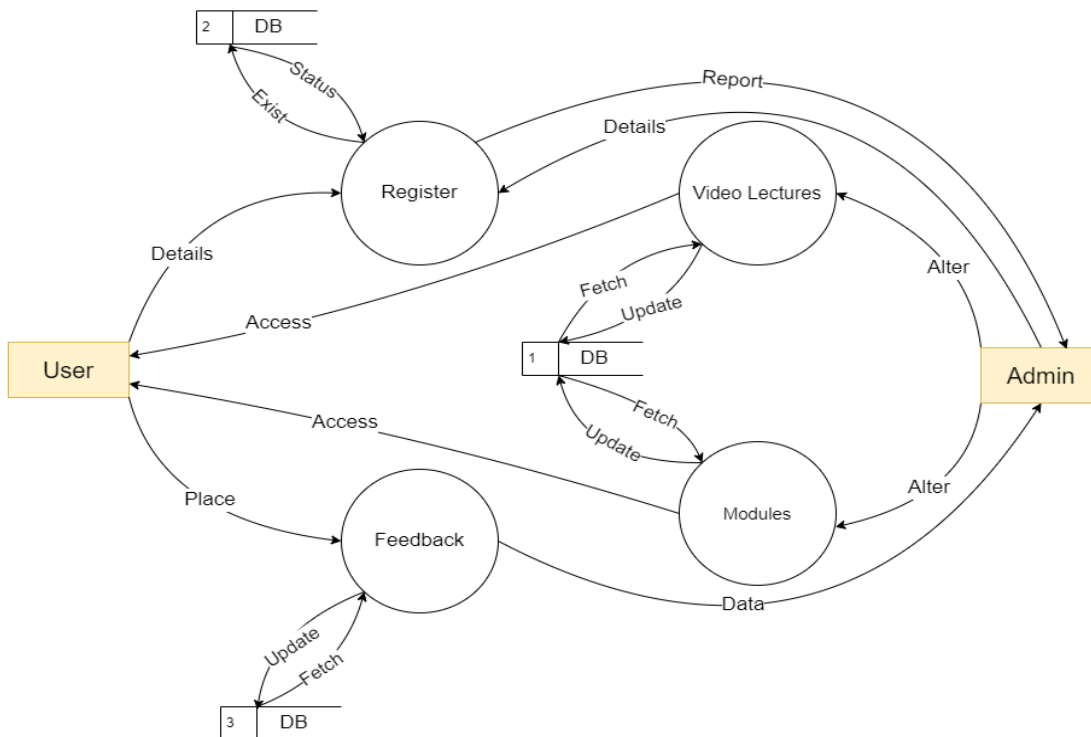 2 DB
Status
Exist
Report
Details
Register
Video Lectures
Details
Alter
Fetch
Update
Access
User
1 DB
Admin
Access
Fetch
Update
Alter
Place
Modules
Feedback
Data
Update
Fetch
3 DB